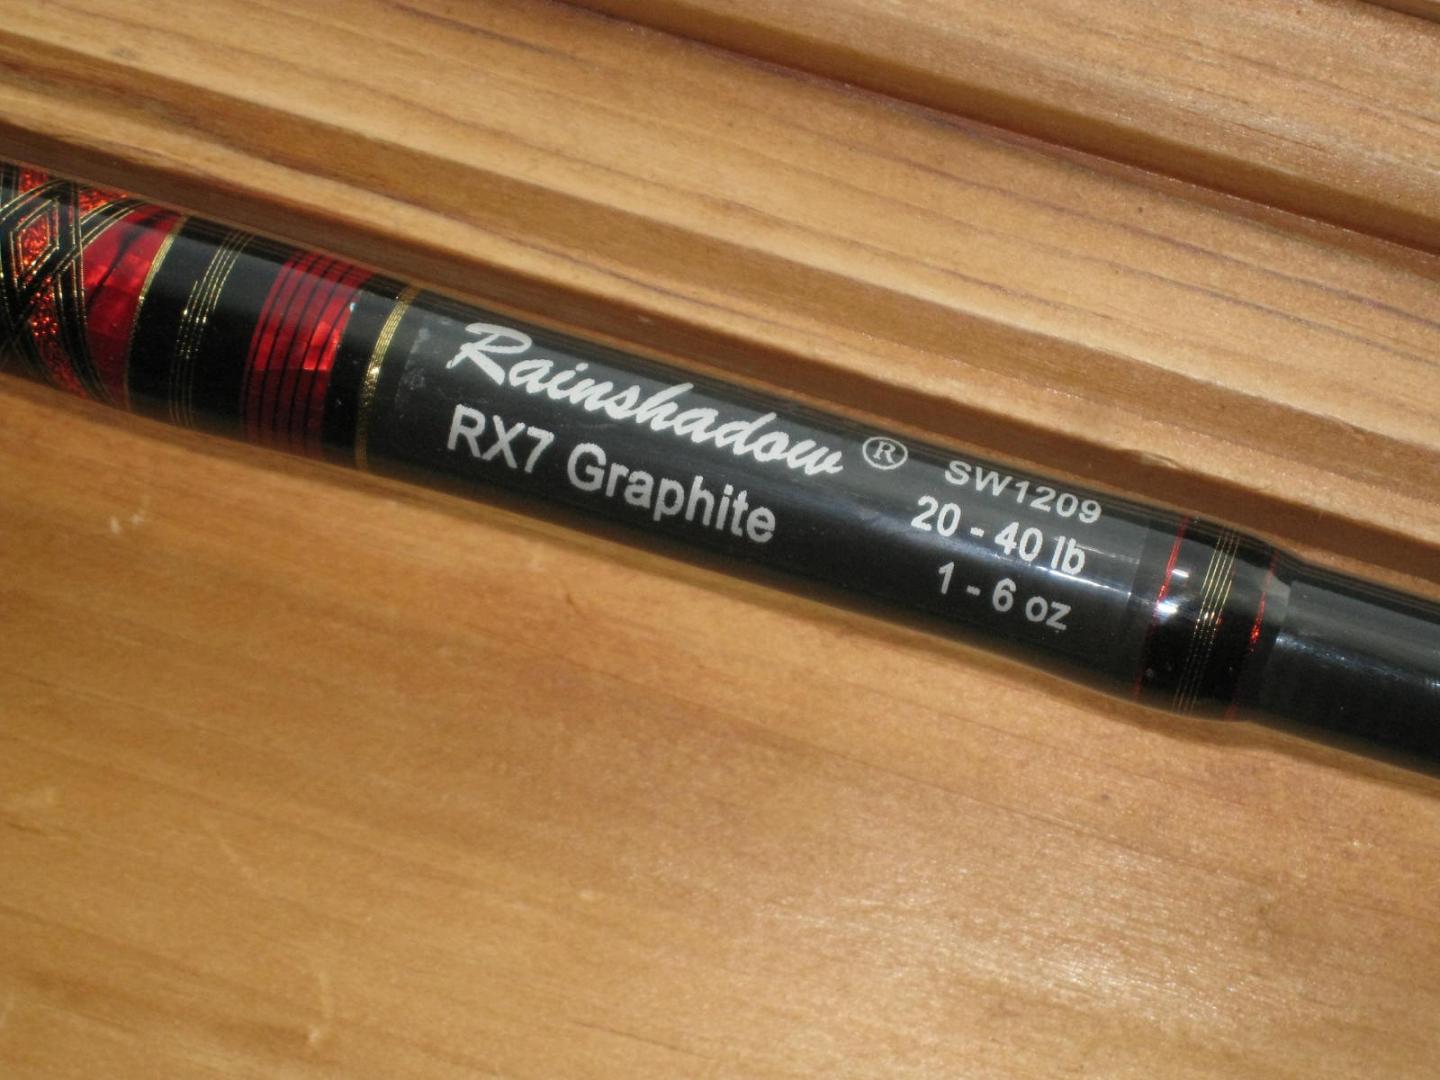 Rainshadow ®
RX7 Graphite
SW1209
20 - 40 lb
1 - 6 oz